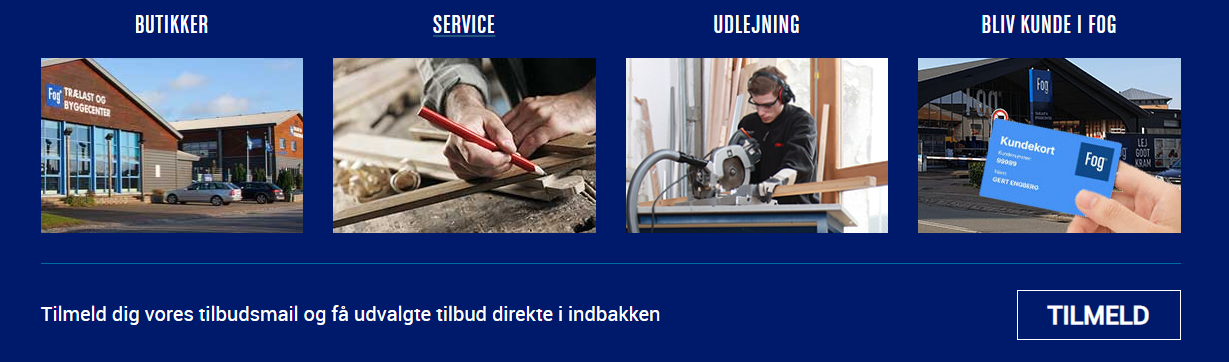 BUTIKKER
SERVICE
UDLEJNING
BLIV KUNDE I FOG
Fog
TRÆLAST OG
BYGGECENTER
Fog
LEJ
GODT
KRAM
Kundekort
Kundenummer:
99999
Navn:
GERT ENGBERG
Fog
Tilmeld dig vores tilbudsmail og få udvalgte tilbud direkte i indbakken
TILMELD